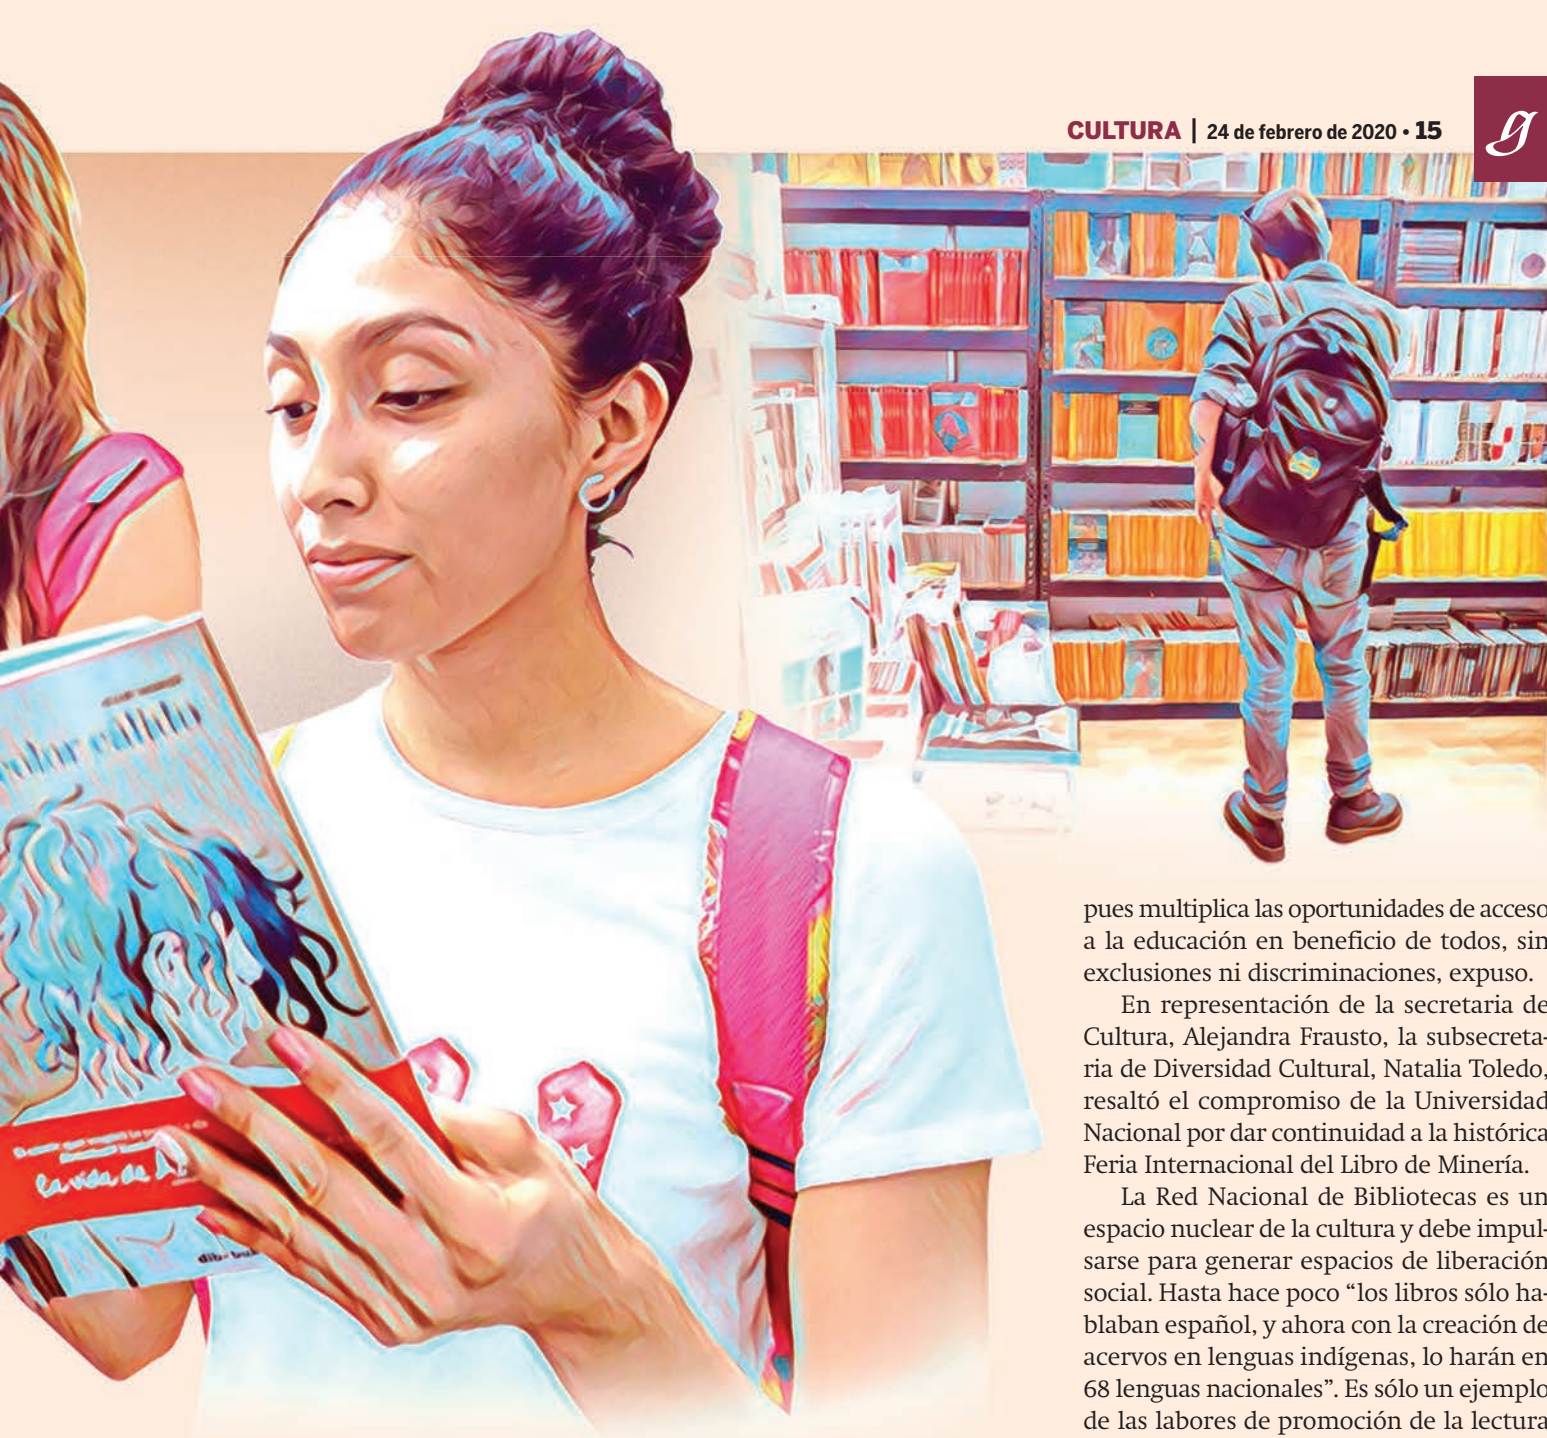 CULTURA | 24 de febrero de 2020 • 15
g
color cálido
la vida de
pues multiplica las oportunidades de acceso
a la educación en beneficio de todos, sin
exclusiones ni discriminaciones, expuso.
En representación de la secretaria de
Cultura, Alejandra Frausto, la subsecreta-
ria de Diversidad Cultural, Natalia Toledo,
resaltó el compromiso de la Universidad
Nacional por dar continuidad a la histórica
Feria Internacional del Libro de Minería.
La Red Nacional de Bibliotecas es un
espacio nuclear de la cultura y debe impul-
sarse para generar espacios de liberación
social. Hasta hace poco “los libros sólo ha-
blaban español, y ahora con la creación de
acervos en lenguas indígenas, lo harán en
68 lenguas nacionales”. Es sólo un ejemplo
de las labores de promoción de la lectura